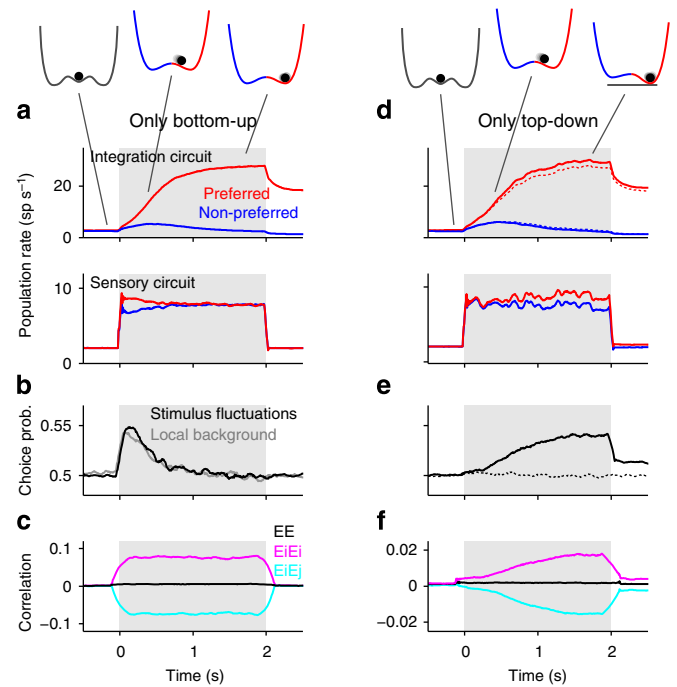 a
Only bottom-up
d
Only top-down
Integration circuit
Preferred
Non-preferred
20
0
20
0
Population rate (sp s⁻¹)
Sensory circuit
10
0
b
Stimulus fluctuations
Local background
0.55
0.5
Choice prob.
e
c
EE
EiEi
EiEj
0.1
0
−0.1
Correlation
0
1
2
Time (s)
f
0.02
0
−0.02
0
1
2
Time (s)